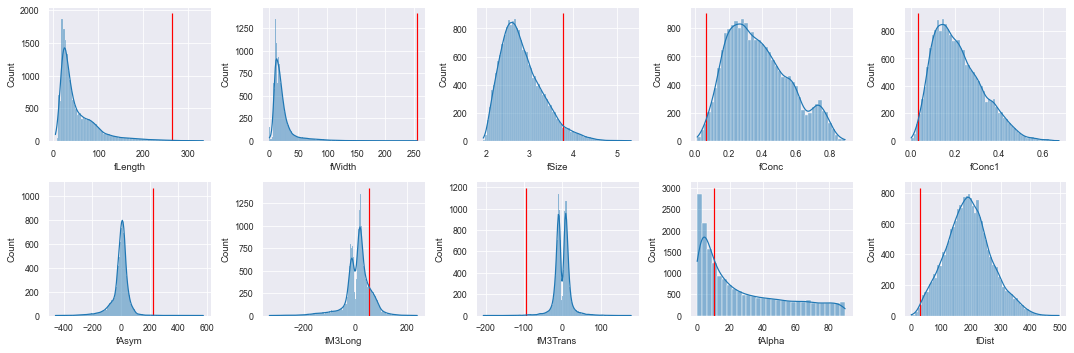 2000
1500
1000
500
0
Count
0 100 200 300
fLength
1250
1000
750
500
250
0
Count
0 50 100 150 200 250
fWidth
800
600
400
200
0
Count
2 3 4 5
fSize
800
600
400
200
0
Count
0.0 0.2 0.4 0.6 0.8
fConc
800
600
400
200
0
Count
0.0 0.2 0.4 0.6
fConc1
1000
800
600
400
200
0
Count
−400 −200 0 200 400 600
fAsym
1250
1000
750
500
250
0
Count
−200 0 200
fM3Long
1200
1000
800
600
400
200
0
Count
−200 −100 0 100
fM3Trans
3000
2500
2000
1500
1000
500
0
Count
0 20 40 60 80
fAlpha
800
600
400
200
0
Count
0 100 200 300 400 500
fDist